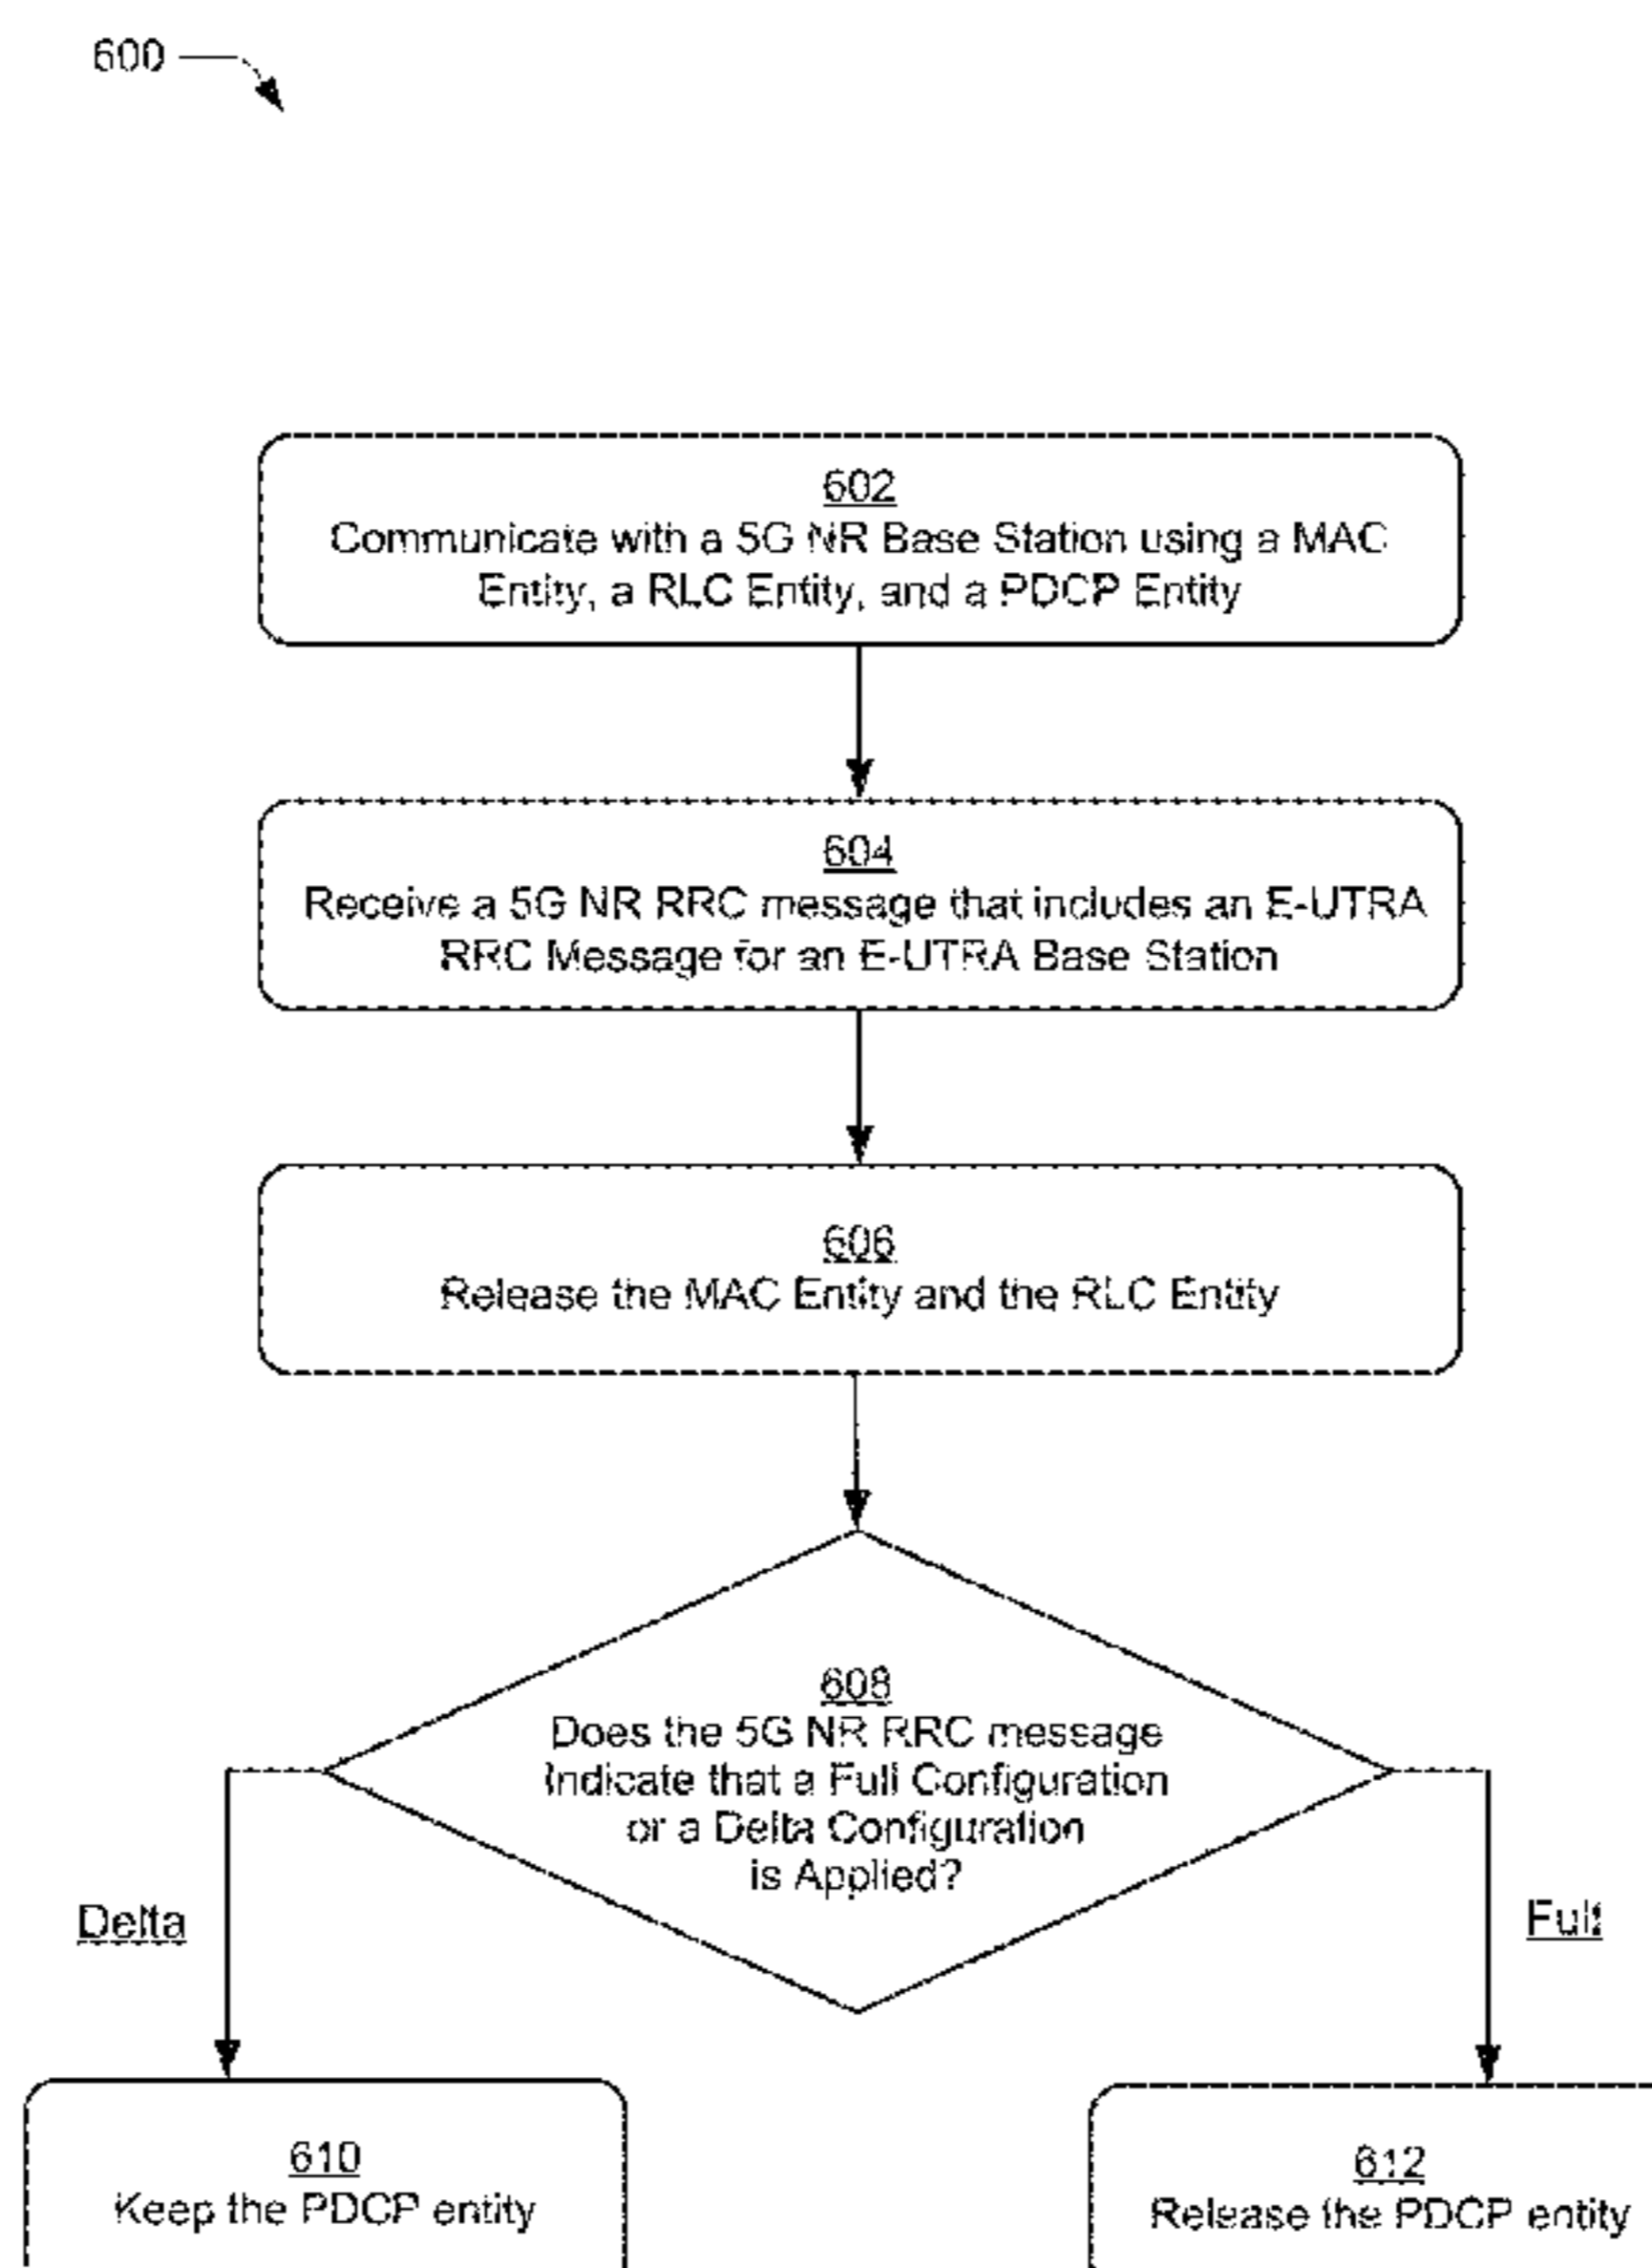 600
602
Communicate with a 5G NR Base Station using a MAC
Entity, a RLC Entity, and a PDCP Entity
604
Receive a 5G NR RRC message that includes an E-UTRA
RRC Message for an E-UTRA Base Station
606
Release the MAC Entity and the RLC Entity
608
Does the 5G NR RRC message
Indicate that a Full Configuration
or a Delta Configuration
is Applied?
Delta
Full
610
Keep the PDCP entity
612
Release the PDCP entity